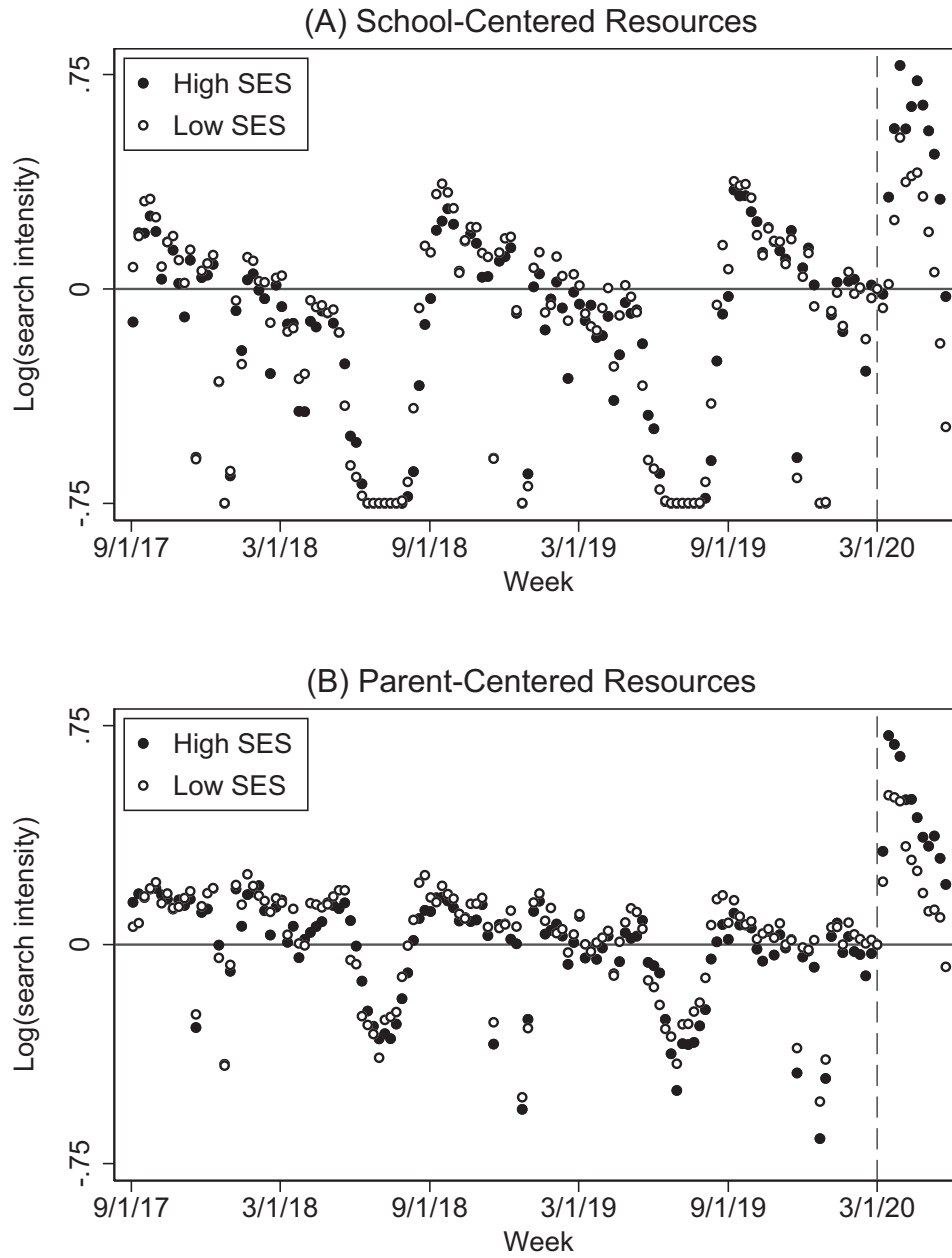 (A) School-Centered Resources
High SES
Low SES
Log(search intensity)
.75
0
-.75
9/1/17
3/1/18
9/1/18
3/1/19
9/1/19
3/1/20
Week
(B) Parent-Centered Resources
High SES
Low SES
Log(search intensity)
.75
0
-.75
9/1/17
3/1/18
9/1/18
3/1/19
9/1/19
3/1/20
Week